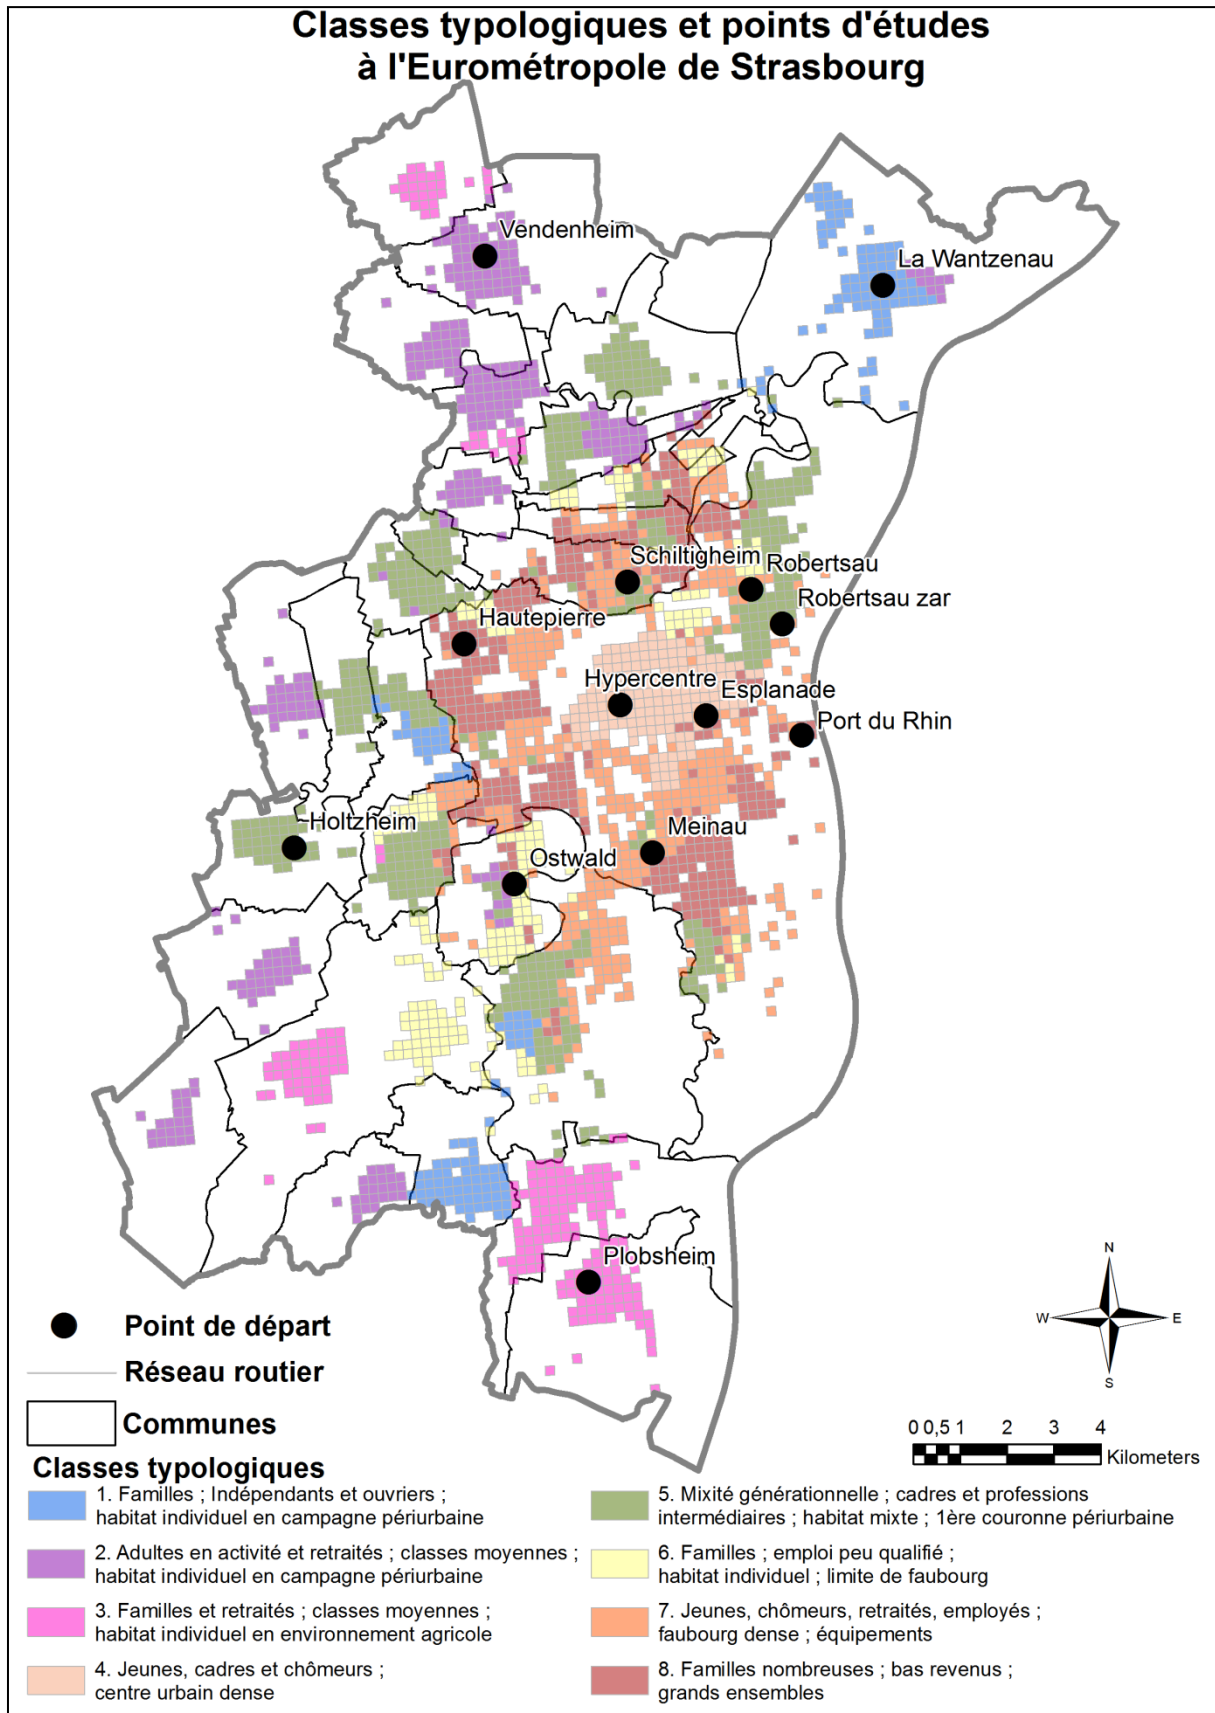 Classes typologiques et points d'études
à l'Eurométropole de Strasbourg
Vendenheim
La Wantzenau
Schiltigheim
Robertsau
Robertsau zar
Hautepierre
Hypercentre
Esplanade
Port du Rhin
Holtzheim
Meinau
Ostwald
Plobsheim
N
W
E
S
Point de départ
Réseau routier
Communes
0 0,5 1 2 3 4
Kilometers
Classes typologiques
1. Familles ; Indépendants et ouvriers ;
habitat individuel en campagne périurbaine
2. Adultes en activité et retraités ; classes moyennes ;
habitat individuel en campagne périurbaine
3. Familles et retraités ; classes moyennes ;
habitat individuel en environnement agricole
4. Jeunes, cadres et chômeurs ;
centre urbain dense
5. Mixité générationnelle ; cadres et professions
intermédiaires ; habitat mixte ; 1ère couronne périurbaine
6. Familles ; emploi peu qualifié ;
habitat individuel ; limite de faubourg
7. Jeunes, chômeurs, retraités, employés ;
faubourg dense ; équipements
8. Familles nombreuses ; bas revenus ;
grands ensembles